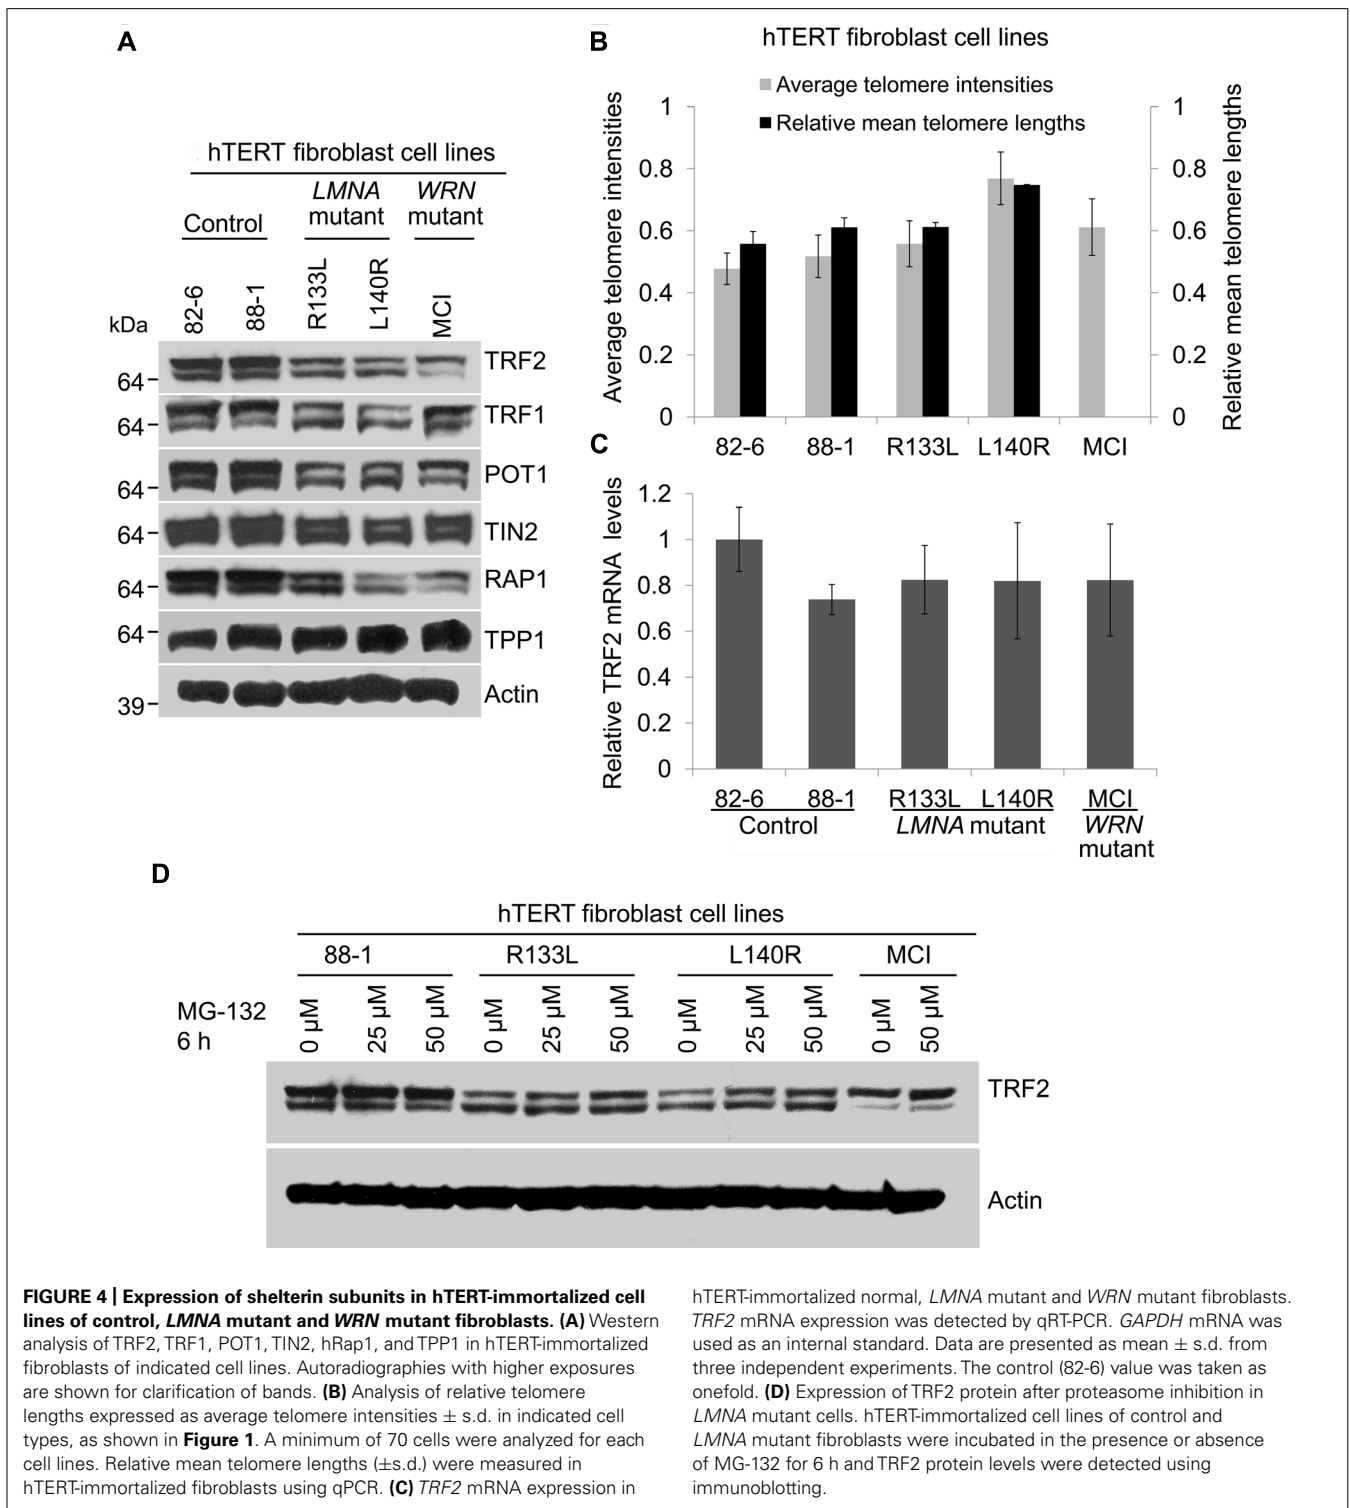 A
hTERT fibroblast cell lines
LMNA WRN
mutant mutant
Control
82-6 88-1 R133L L140R MCI
kDa
TRF2
64
TRF1
64
POT1
64
TIN2
64
RAP1
64
64
TPP1
Actin
39
B
hTERT fibroblast cell lines
Average telomere intensities
Relative mean telomere lengths
Average telomere intensities
1
0.8
0.6
0.4
0.2
0
1
0.8
0.6
0.4
0.2
0
Relative mean telomere lengths
82-6 88-1 R133L L140R MCI
C
Relative TRF2 mRNA levels
1.2
1
0.8
0.6
0.4
0.2
0
82-6 88-1 R133L L140R MCI
Control LMNA mutant WRN
mutant
D
hTERT fibroblast cell lines
88-1 R133L L140R MCI
MG-132
6 h
0 µM 25 µM 50 µM 0 µM 25 µM 50 µM 0 µM 25 µM 50 µM 0 µM 50 µM
TRF2
Actin
FIGURE 4 | Expression of shelterin subunits in hTERT-immortalized cell
lines of control, LMNA mutant and WRN mutant fibroblasts. (A) Western
analysis of TRF2, TRF1, POT1, TIN2, hRap1, and TPP1 in hTERT-immortalized
fibroblasts of indicated cell lines. Autoradiographies with higher exposures
are shown for clarification of bands. (B) Analysis of relative telomere
lengths expressed as average telomere intensities ± s.d. in indicated cell
types, as shown in Figure 1. A minimum of 70 cells were analyzed for each
cell lines. Relative mean telomere lengths (±s.d.) were measured in
hTERT-immortalized fibroblasts using qPCR. (C) TRF2 mRNA expression in
hTERT-immortalized normal, LMNA mutant and WRN mutant fibroblasts.
TRF2 mRNA expression was detected by qRT-PCR. GAPDH mRNA was
used as an internal standard. Data are presented as mean ± s.d. from
three independent experiments. The control (82-6) value was taken as
onefold. (D) Expression of TRF2 protein after proteasome inhibition in
LMNA mutant cells. hTERT-immortalized cell lines of control and
LMNA mutant fibroblasts were incubated in the presence or absence
of MG-132 for 6 h and TRF2 protein levels were detected using
immunoblotting.